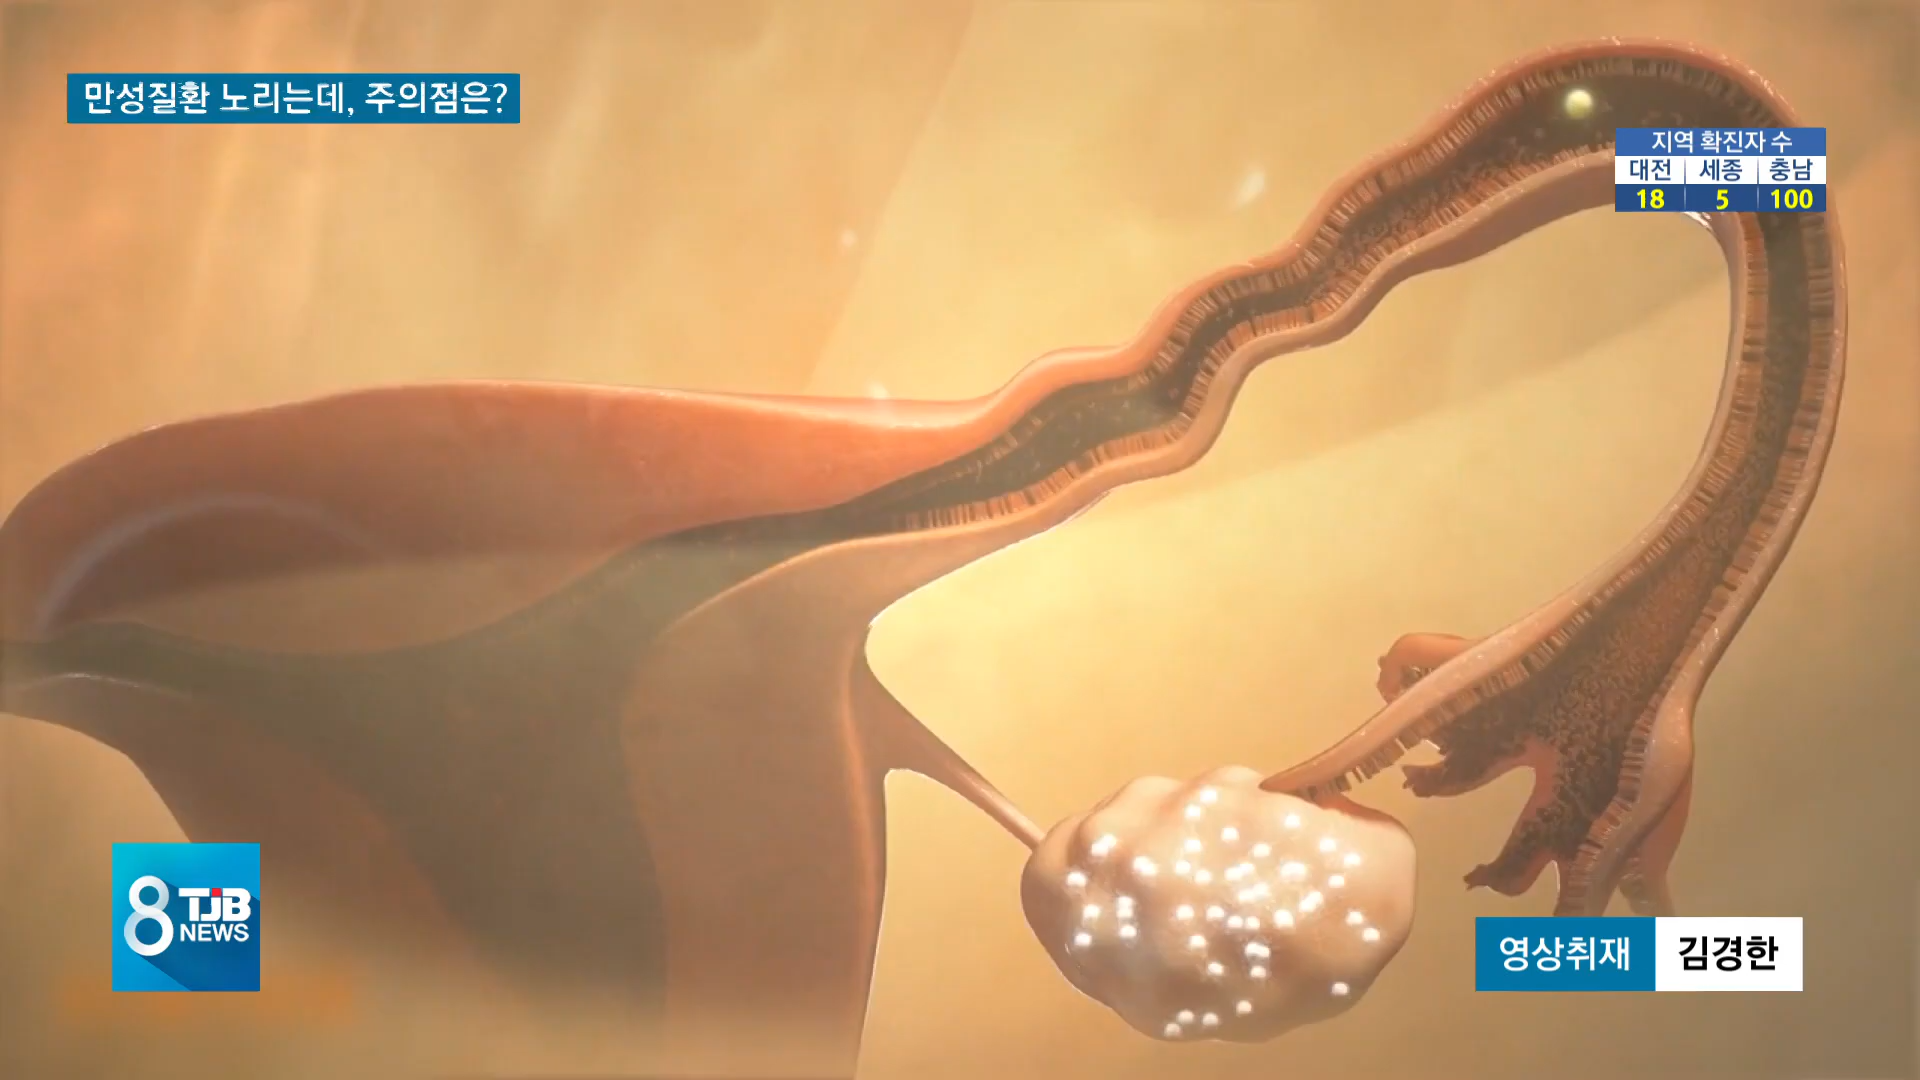 만성질환 노리는데, 주의점은?
지역 확진자 수
대전 세종 충남
18 5 100
8 TJB
NEWS
영상취재 김경한